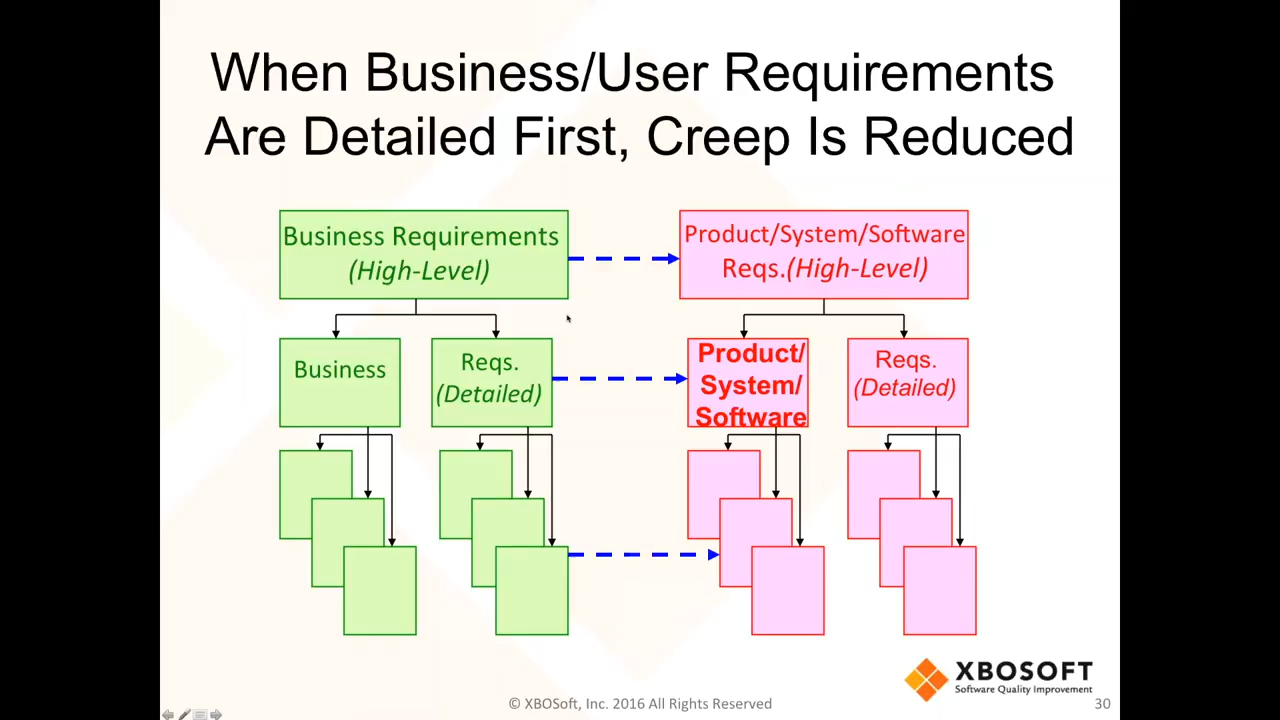 When Business/User Requirements
Are Detailed First, Creep Is Reduced
Business Requirements
(High-Level)
Product/System/Software
Reqs.(High-Level)
Business
Reqs.
(Detailed)
Product/
System/
Software
Reqs.
(Detailed)
XBOSOFT
Software Quality Improvement
© XBOSoft, Inc. 2016 All Rights Reserved
30